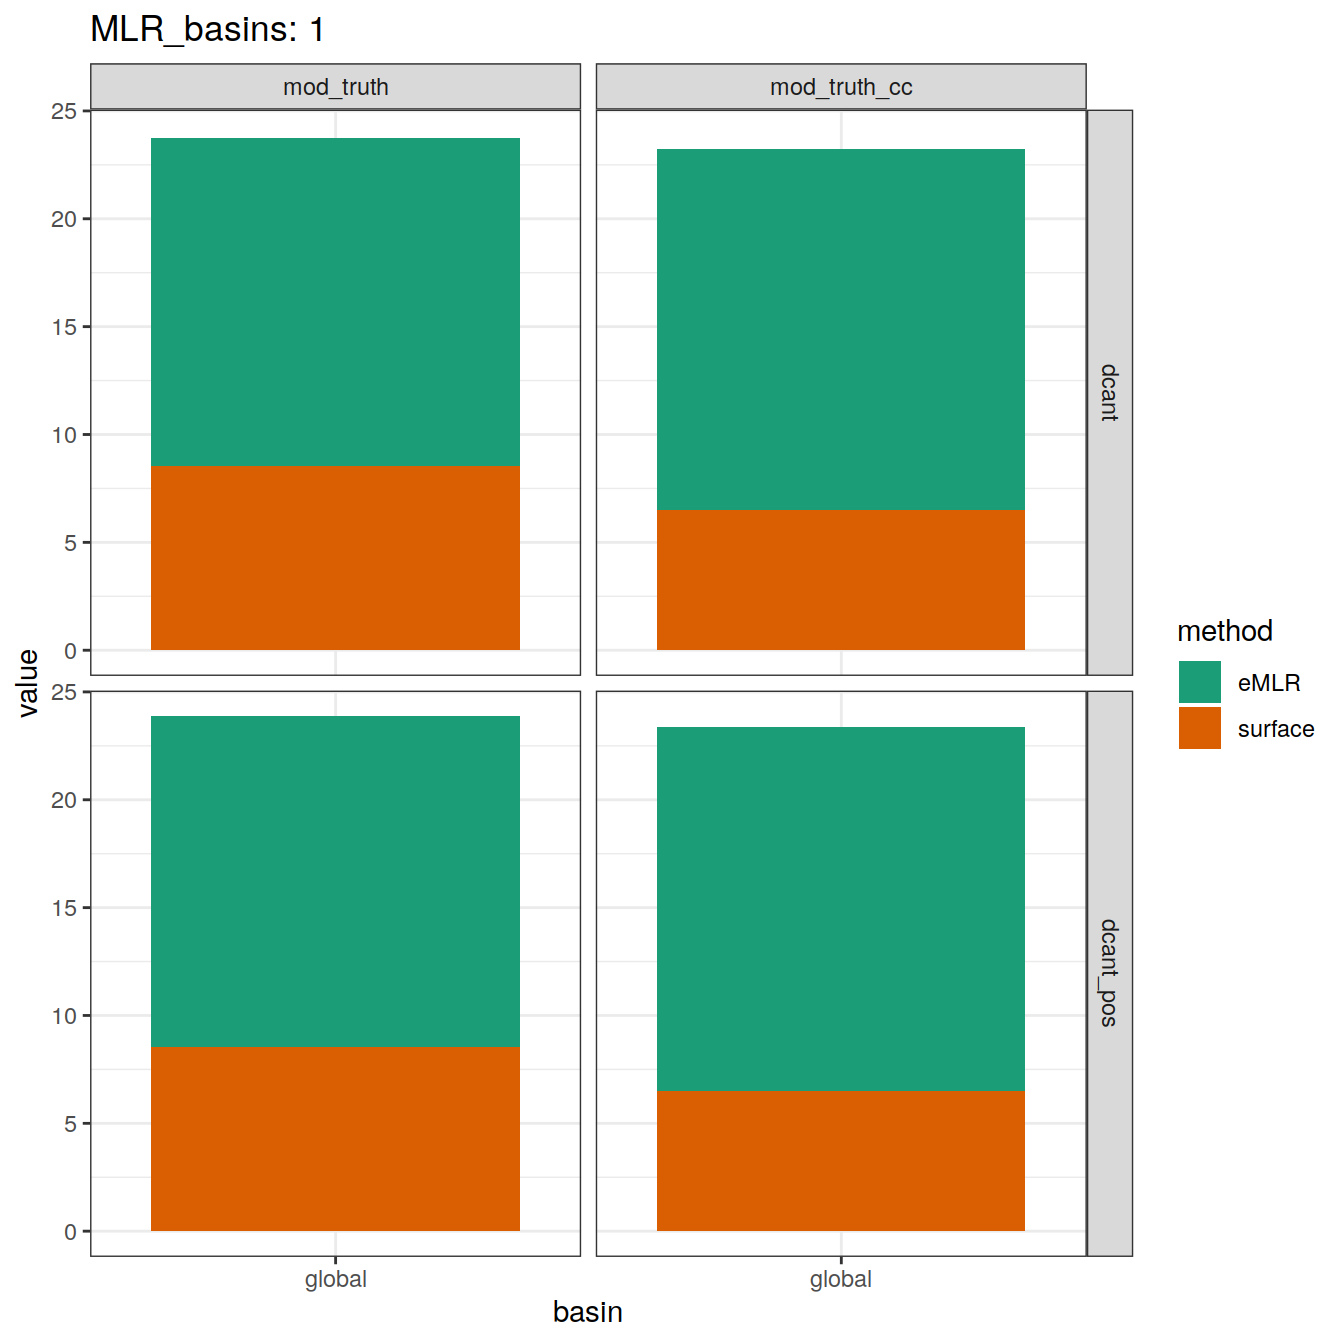 MLR_basins: 1
mod_truth
mod_truth_cc
25
20
15
10
5
0
dcant
25
20
15
10
5
0
dcant_pos
value
global
global
basin
method
eMLR
surface